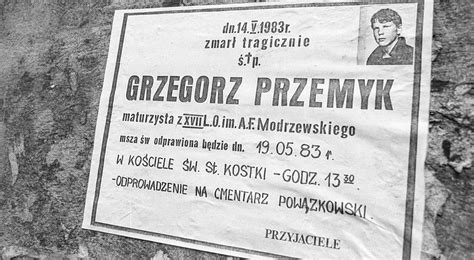 dn. 14.V.1983r.
zmarł tragicznie
ś.†p.
GRZEGORZ PRZEMYK
maturzysta z XVII L.O. im. A.F. Modrzewskiego
msza św odprawiona będzie dn. 19.05.83 r.
W KOŚCIELE ŚW. ST. KOSTKI - GODZ. 13 30
-ODPROWADZENIE NA CMENTARZ POWĄZKOWSKI.
PRZYJACIELE